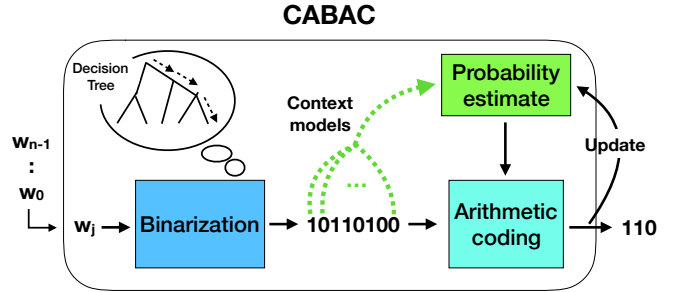 CABAC
Decision
Tree
Probability
estimate
Context
models
wn-1
:
w0
Update
...
wj
Binarization
10110100
Arithmetic
coding
110